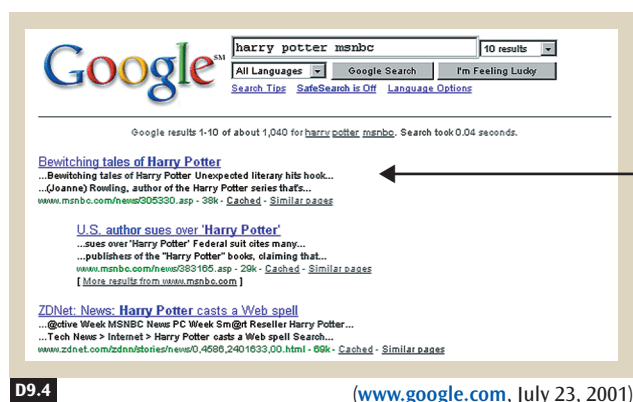 Google SM
harry potter msnbc
10 results
All Languages
Google Search
I'm Feeling Lucky
Search Tips SafeSearch is Off Language Options
Google results 1-10 of about 1,040 for harry potter msnbc. Search took 0.04 seconds.
Bewitching tales of Harry Potter
...Bewitching tales of Harry Potter Unexpected literary hits hook...
...(Joanne) Rowling, author of the Harry Potter series that's...
www.msnbc.com/news/305330.asp - 38k - Cached - Similar pages
U.S. author sues over 'Harry Potter'
...sues over 'Harry Potter' Federal suit cites many...
...publishers of the "Harry Potter" books, claiming that...
www.msnbc.com/news/383165.asp - 29k - Cached - Similar pages
[ More results from www.msnbc.com ]
ZDNet: News: Harry Potter casts a Web spell
...@ctive Week MSNBC News PC Week Sm@rt Reseller Harry Potter...
...Tech News > Internet > Harry Potter casts a Web spell Search...
www.zdnet.com/zdnn/stories/news/0,4586,2401633,00.html - 69k - Cached - Similar pages
D9.4
(www.google.com, July 23, 2001)